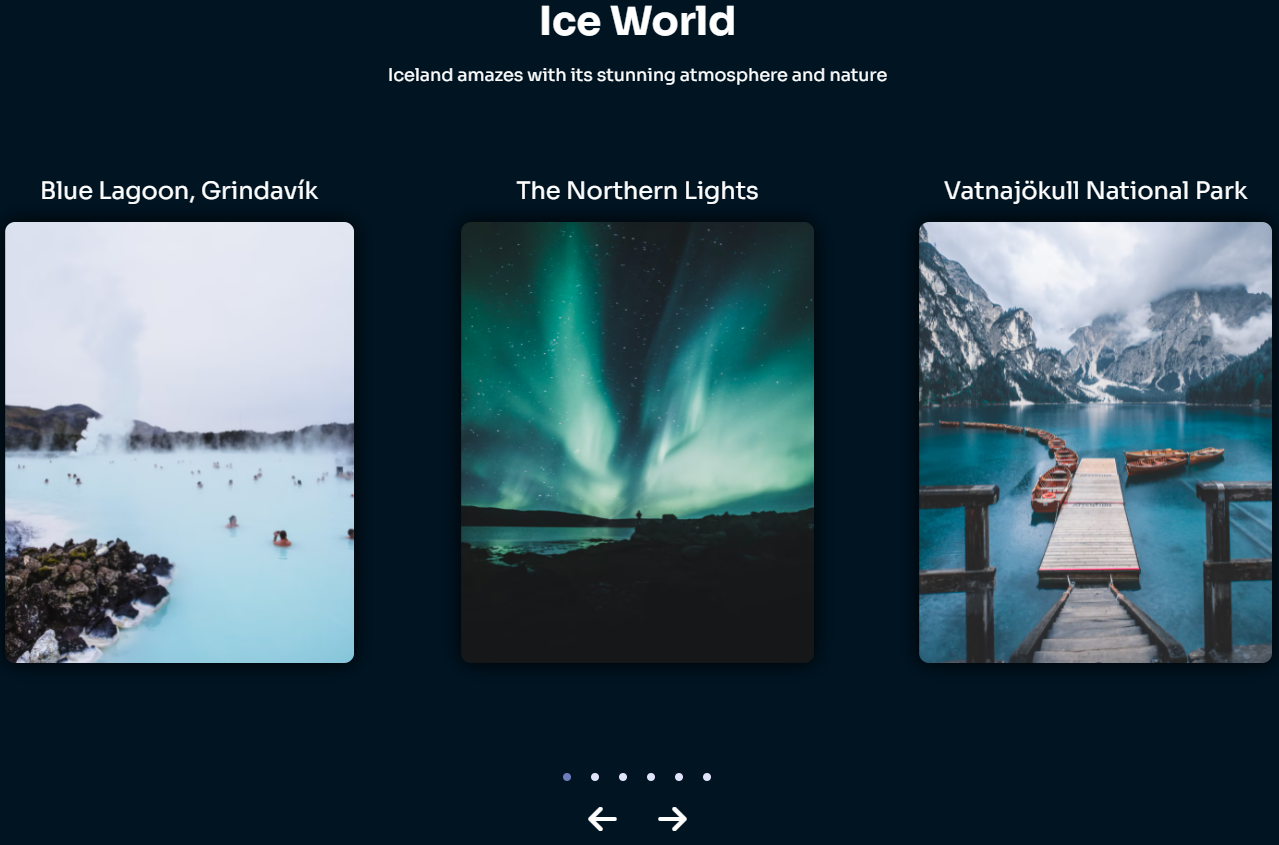 Ice World
Iceland amazes with its stunning atmosphere and nature
Blue Lagoon, Grindavík
The Northern Lights
Vatnajökull National Park